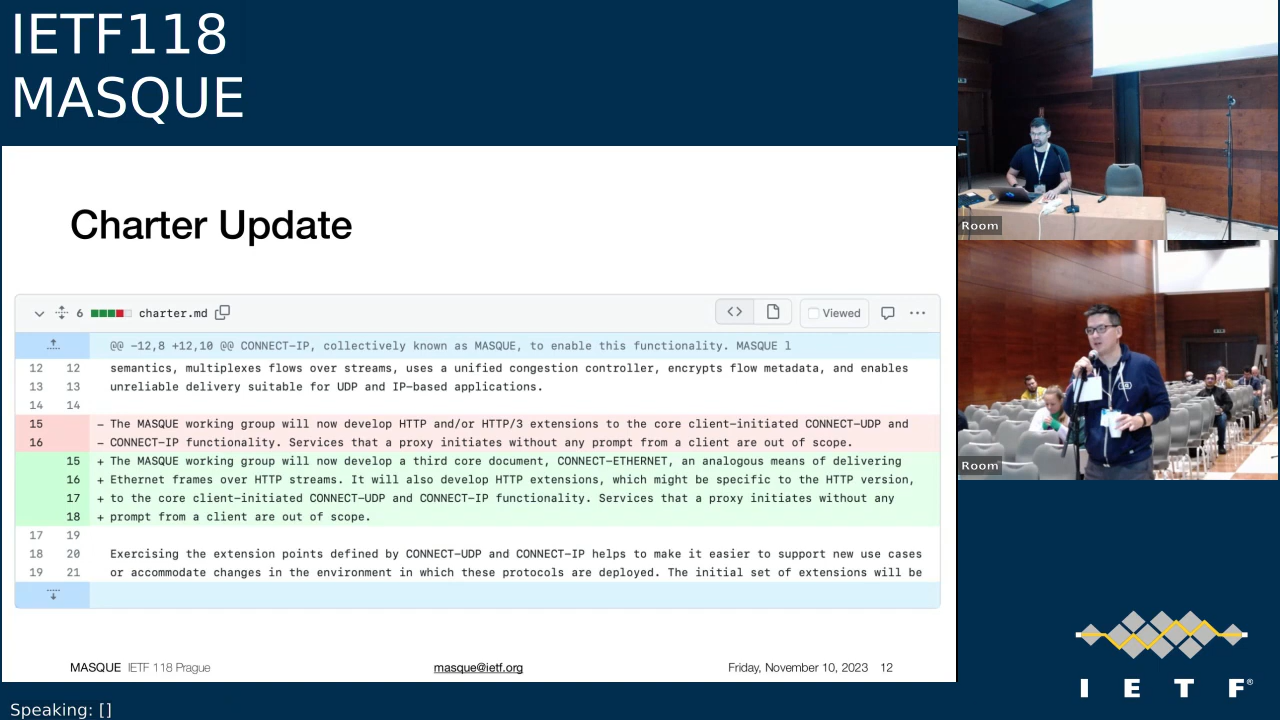 IETF118
MASQUE
Charter Update
6 charter.md Viewed
@@ -12,8 +12,10 @@ CONNECT-IP, collectively known as MASQUE, to enable this functionality. MASQUE l
12 12 semantics, multiplexes flows over streams, uses a unified congestion controller, encrypts flow metadata, and enables
13 13 unreliable delivery suitable for UDP and IP-based applications.
14 14
15 - The MASQUE working group will now develop HTTP and/or HTTP/3 extensions to the core client-initiated CONNECT-UDP and
16 - CONNECT-IP functionality. Services that a proxy initiates without any prompt from a client are out of scope.
15 + The MASQUE working group will now develop a third core document, CONNECT-ETHERNET, an analogous means of delivering
16 + Ethernet frames over HTTP streams. It will also develop HTTP extensions, which might be specific to the HTTP version,
17 + to the core client-initiated CONNECT-UDP and CONNECT-IP functionality. Services that a proxy initiates without any
18 + prompt from a client are out of scope.
17 19
18 20 Exercising the extension points defined by CONNECT-UDP and CONNECT-IP helps to make it easier to support new use cases
19 21 or accommodate changes in the environment in which these protocols are deployed. The initial set of extensions will be
MASQUE IETF 118 Prague masque@ietf.org Friday, November 10, 2023 12
Room
Room
I E T F®
Speaking: []